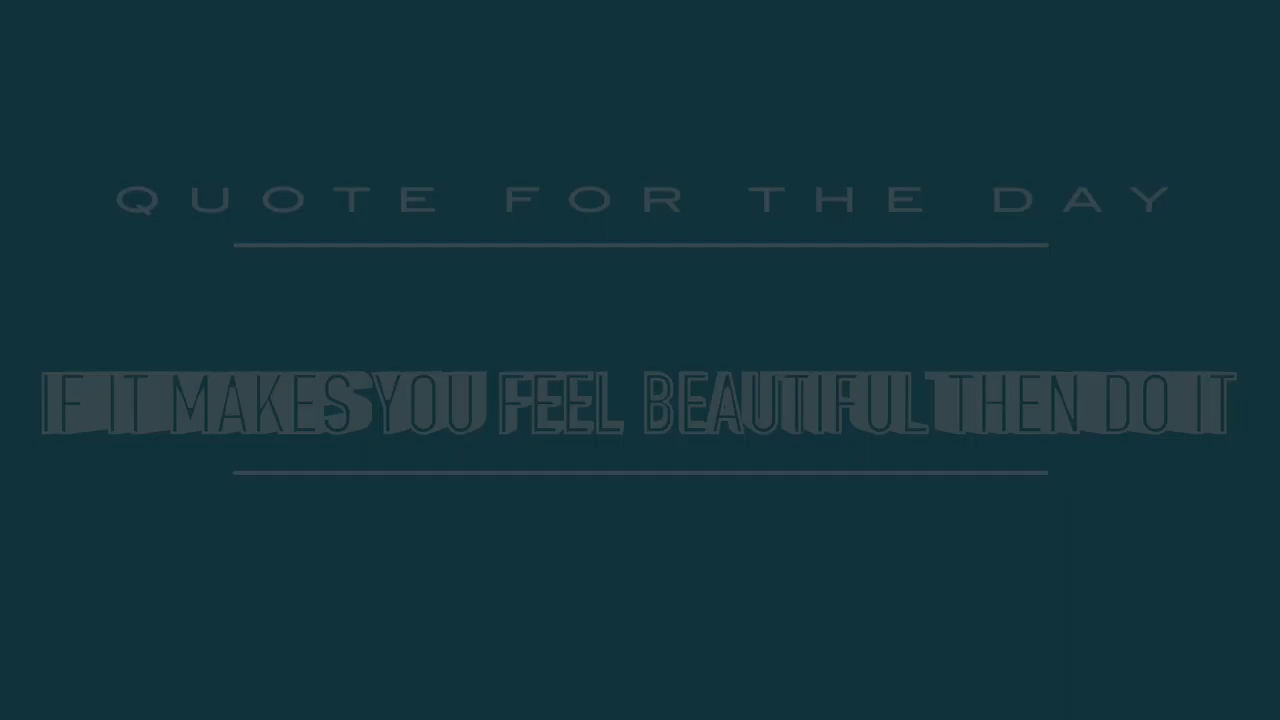 QUOTE FOR THE DAY
IF IT MAKES YOU FEEL BEAUTIFUL THEN DO IT